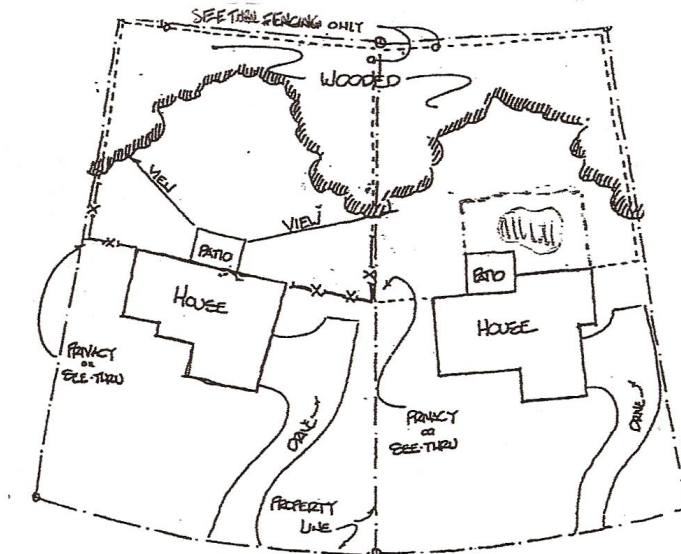 SEE THRU FENCING ONLY
WOODED
VIEW
VIEW
PATIO
PATIO
HOUSE
HOUSE
PRIVACY
OR
SEE-THRU
PRIVACY
OR
SEE-THRU
DRIVE
DRIVE
PROPERTY
LINE